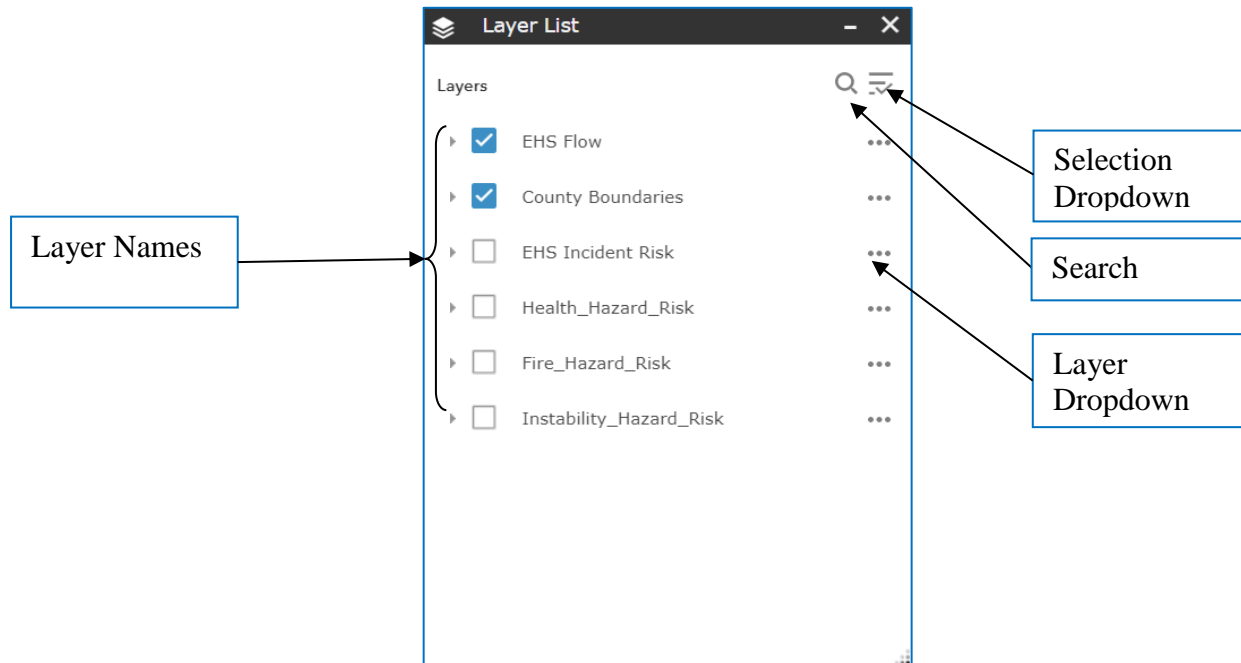 Layer List
Layers
EHS Flow
County Boundaries
EHS Incident Risk
Health_Hazard_Risk
Fire_Hazard_Risk
Instability_Hazard_Risk
Layer Names
Selection
Dropdown
Search
Layer
Dropdown